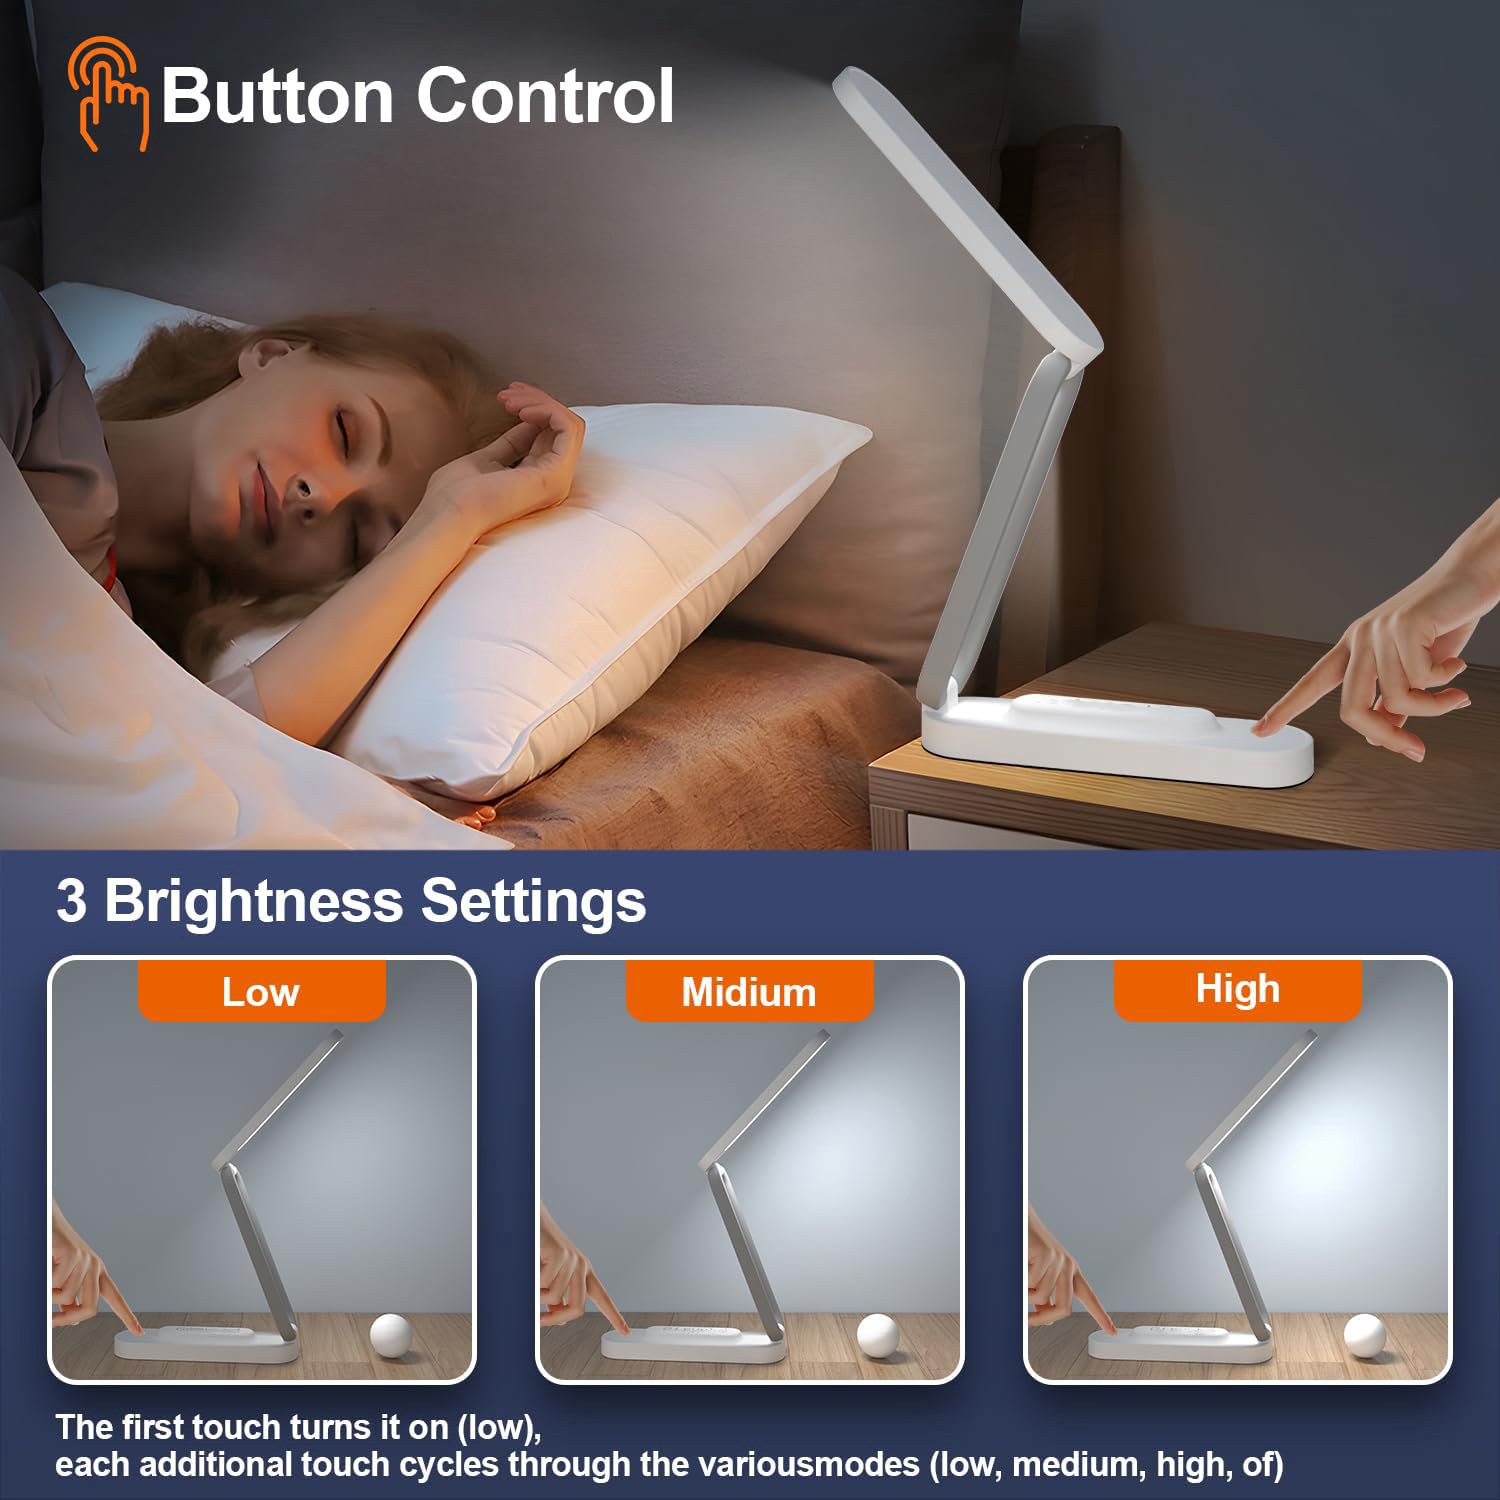 Button Control
3 Brightness Settings
Low
Midium
High
The first touch turns it on (low),
each additional touch cycles through the variousmodes (low, medium, high, of)